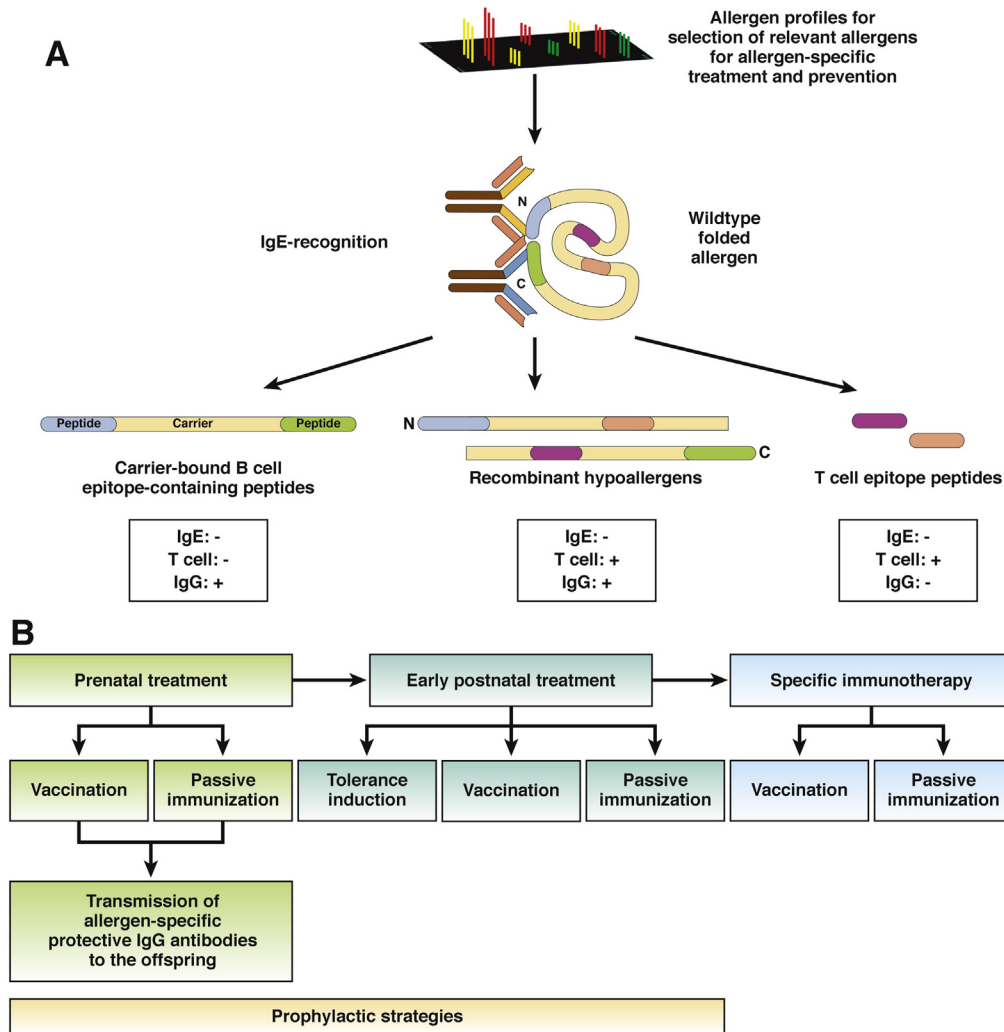 A
Allergen profiles for
selection of relevant allergens
for allergen-specific
treatment and prevention
IgE-recognition
N
C
Wildtype
folded
allergen
Peptide Carrier Peptide
Carrier-bound B cell
epitope-containing peptides
N
C
Recombinant hypoallergens
T cell epitope peptides
IgE: -
T cell: -
IgG: +
IgE: -
T cell: +
IgG: +
IgE: -
T cell: +
IgG: -
B
Prenatal treatment
Early postnatal treatment
Specific immunotherapy
Vaccination
Passive
immunization
Tolerance
induction
Vaccination
Passive
immunization
Vaccination
Passive
immunization
Transmission of
allergen-specific
protective IgG antibodies
to the offspring
Prophylactic strategies